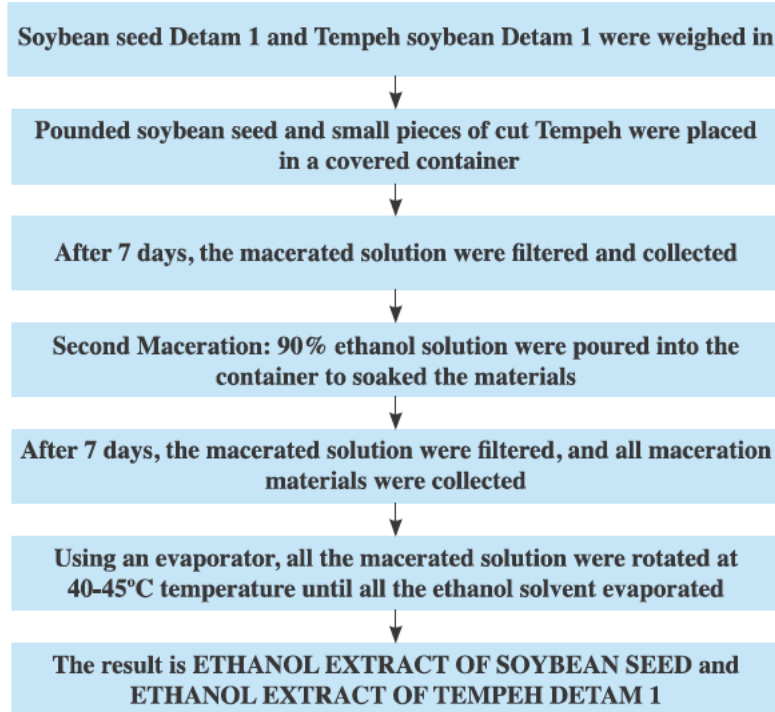 Soybean seed Detam 1 and Tempeh soybean Detam 1 were weighed in
Pounded soybean seed and small pieces of cut Tempeh were placed
in a covered container
After 7 days, the macerated solution were filtered and collected
Second Maceration: 90% ethanol solution were poured into the
container to soaked the materials
After 7 days, the macerated solution were filtered, and all maceration
materials were collected
Using an evaporator, all the macerated solution were rotated at
40-45ºC temperature until all the ethanol solvent evaporated
The result is ETHANOL EXTRACT OF SOYBEAN SEED and
ETHANOL EXTRACT OF TEMPEH DETAM 1